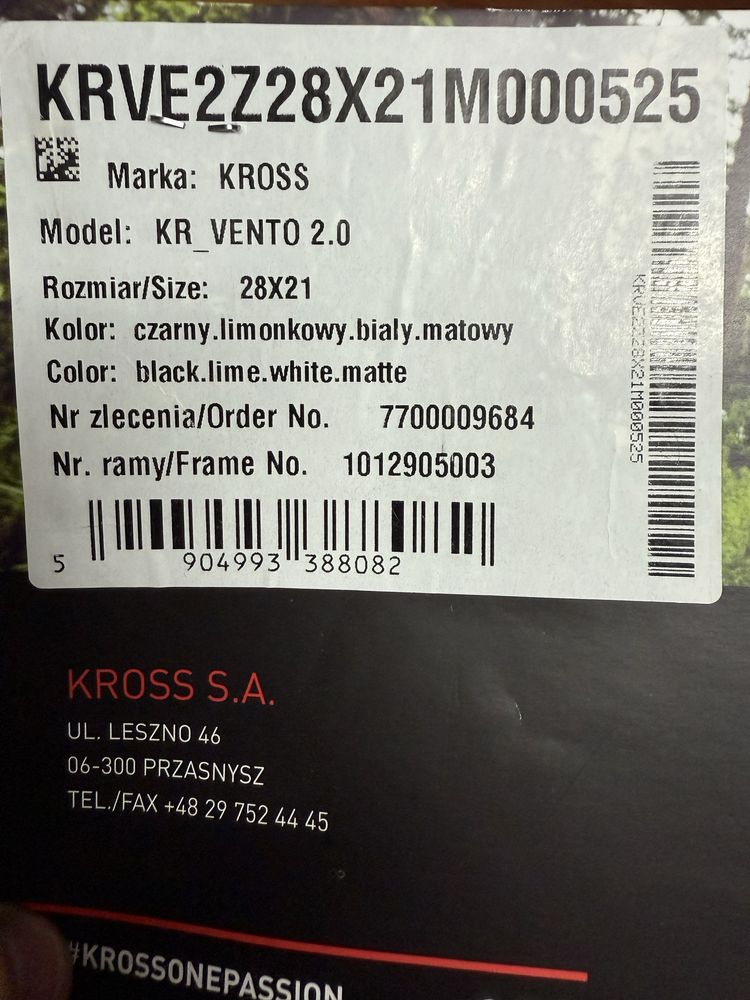 KRVE2Z28X21M000525
Marka: KROSS
Model: KR_VENTO 2.0
Rozmiar/Size: 28X21
Kolor: czarny.limonkowy.bialy.matowy
Color: black.lime.white.matte
Nr zlecenia/Order No. 7700009684
Nr. ramy/Frame No. 1012905003
5 904993 388082
KRVE2Z28X21M000525
KROSS S.A.
UL. LESZNO 46
06-300 PRZASNYSZ
TEL./FAX +48 29 752 44 45
#KROSSONEPASSION